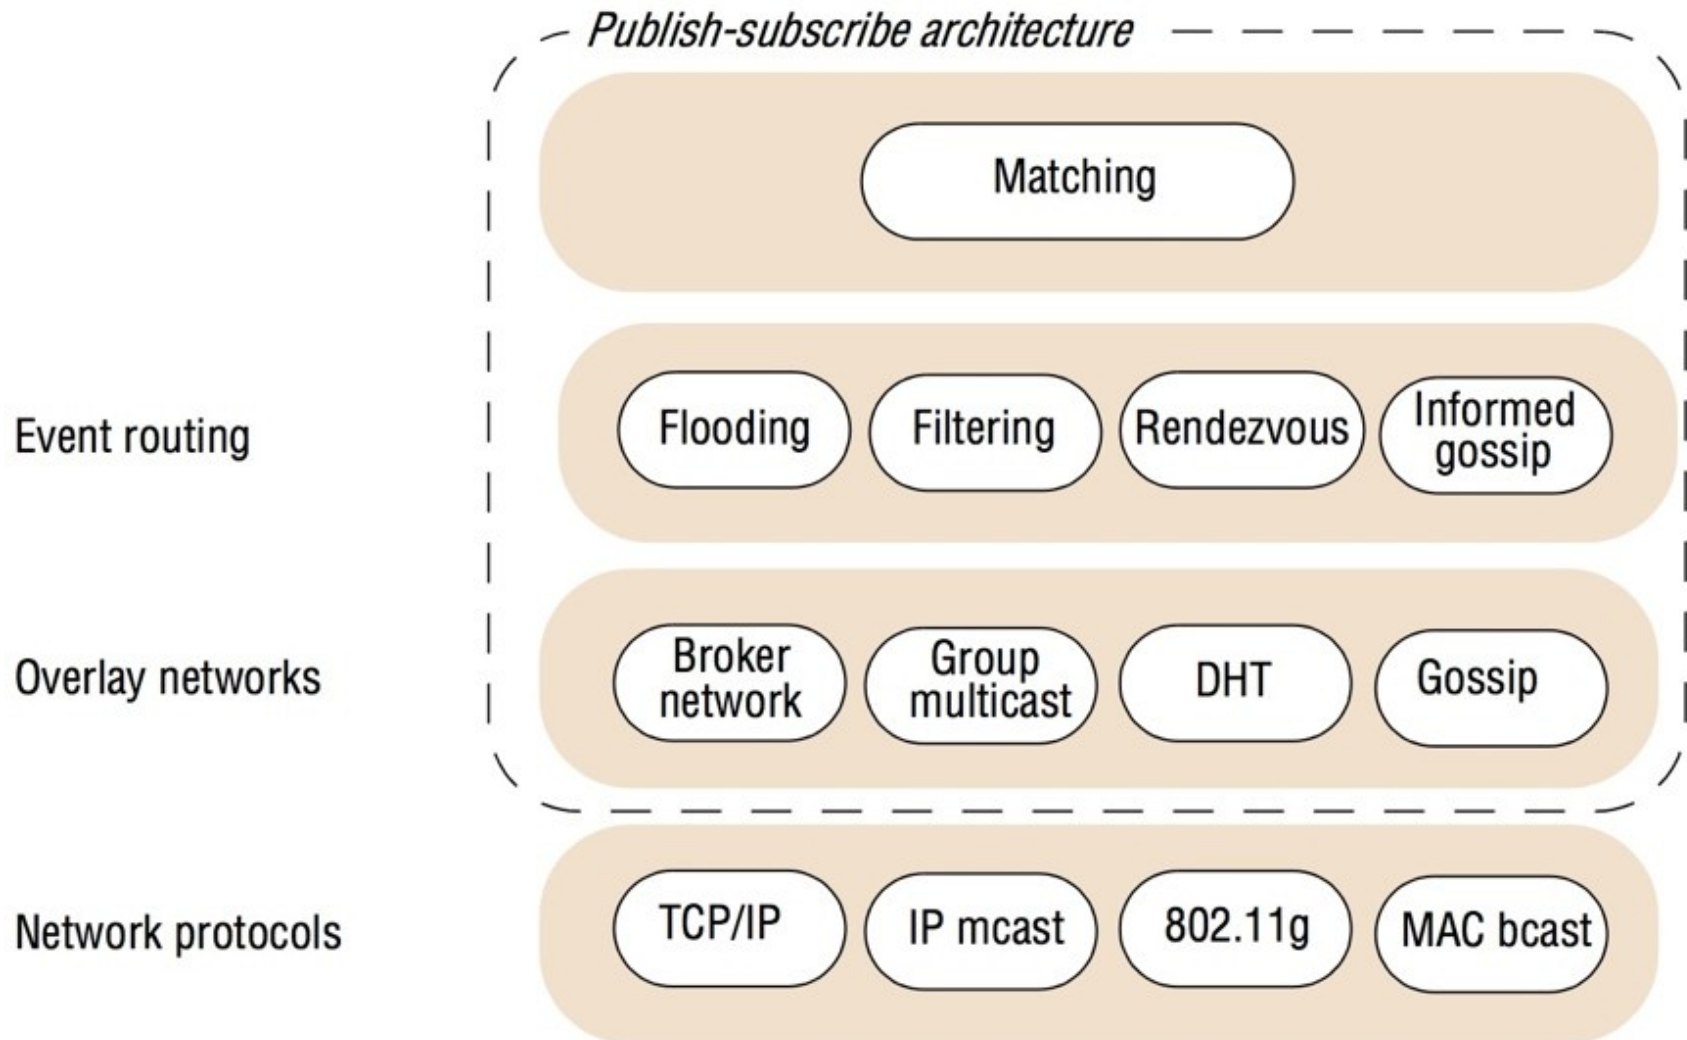 Publish-subscribe architecture
Matching
Event routing
Flooding
Filtering
Rendezvous
Informed
gossip
Overlay networks
Broker
network
Group
multicast
DHT
Gossip
Network protocols
TCP/IP
IP mcast
802.11g
MAC bcast